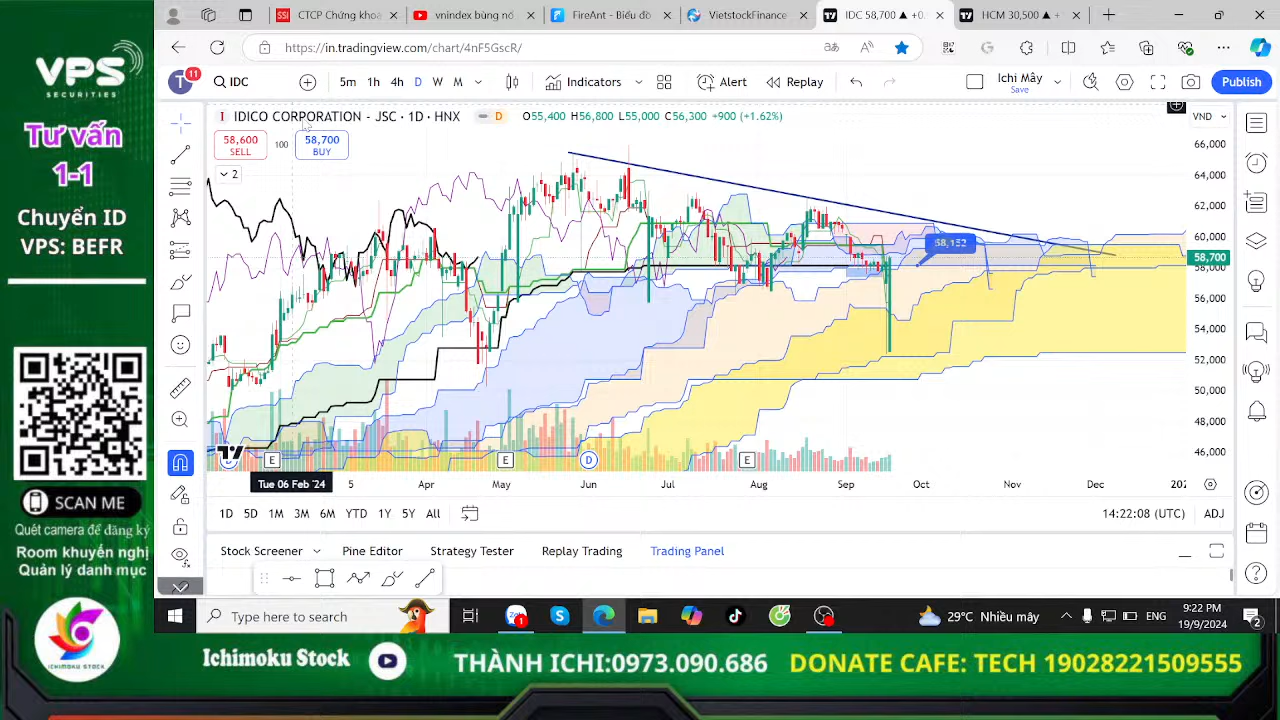 VPS
SECURITIES
Tư vấn
1-1
Chuyển ID
VPS: BEFR
SCAN ME
Quét camera để đăng ký
Room khuyến nghị
Quản lý danh mục
ICHIMOKU STOCK
CTCP Chứng khoá
vnindex bùng nổ
FireAnt - Biểu đồ
VietstockFinance
IDC 58,700 ▲ +0.
HCM 30,500 ▲ +
https://in.tradingview.com/chart/4nF5GscR/
T 11
IDC
5m 1h 4h D W M
Indicators
Alert
Replay
Ichi Mây
Save
Publish
I IDICO CORPORATION - JSC · 1D · HNX
D
O55,400 H56,800 L55,000 C56,300 +900 (+1.62%)
VND
58,600
SELL
100
58,700
BUY
2
66,000
64,000
62,000
60,000
58,700
58,000
56,000
54,000
52,000
50,000
48,000
46,000
58,152
E
E
D
E
Tue 06 Feb '24
5
Apr
May
Jun
Jul
Aug
Sep
Oct
Nov
Dec
1D 5D 1M 3M 6M YTD 1Y 5Y All
14:22:08 (UTC)
ADJ
Stock Screener
Pine Editor
Strategy Tester
Replay Trading
Trading Panel
Type here to search
29°C Nhiều mây
ENG
9:22 PM
19/9/2024
2
Ichimoku Stock
THÀNH ICHI:0973.090.686
DONATE CAFE: TECH 19028221509555